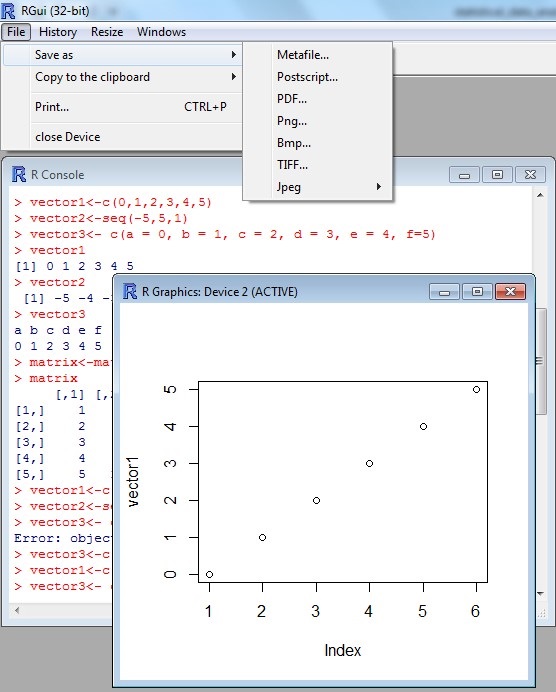 RGui (32-bit)
File History Resize Windows
Save as
Copy to the clipboard
Print... CTRL+P
close Device
Metafile...
Postscript...
PDF...
Png...
Bmp...
TIFF...
Jpeg
R Console
> vector1<-c(0,1,2,3,4,5)
> vector2<-seq(-5,5,1)
> vector3<- c(a = 0, b = 1, c = 2, d = 3, e = 4, f=5)
> vector1
[1] 0 1 2 3 4 5
> vector2
[1] -5 -4 -
> vector3
a b c d e f
0 1 2 3 4 5
> matrix<-ma
> matrix
[,1] [,
[1,] 1
[2,] 2
[3,] 3
[4,] 4
[5,] 5
> vector1<-c
> vector2<-s
> vector3<-
Error: objec
> vector3<-c
> vector1<-c
> vector3<-
R Graphics: Device 2 (ACTIVE)
5
4
3
2
1
0
vector1
1 2 3 4 5 6
Index